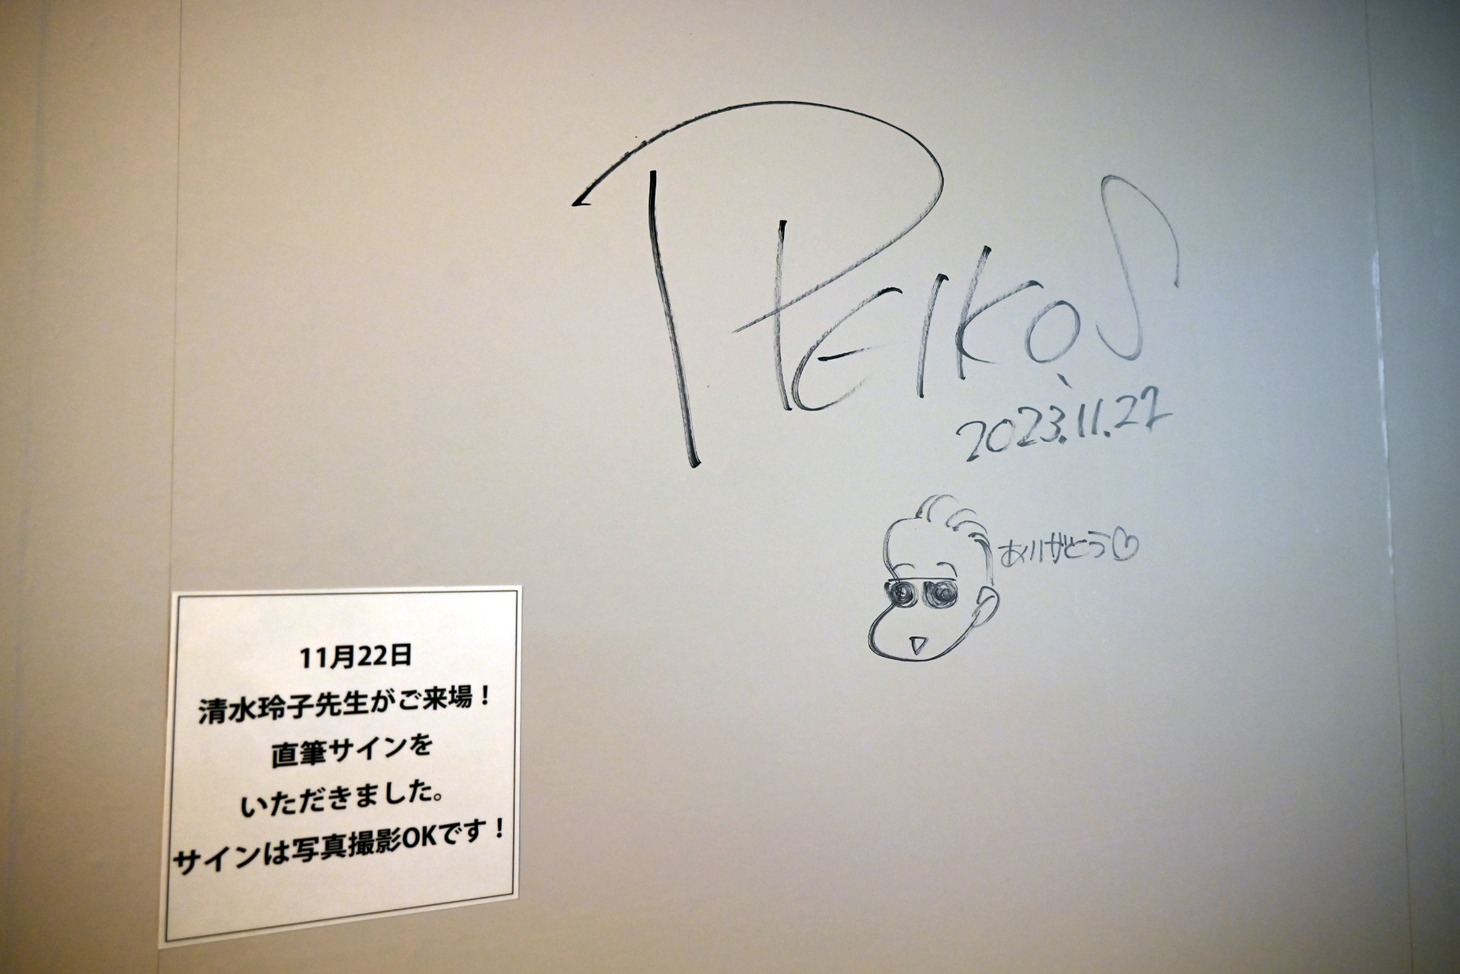 REIKO.S
2023.11.22
ありがとう♡
11月22日
清水玲子先生がご来場！
直筆サインを
いただきました。
サインは写真撮影OKです！